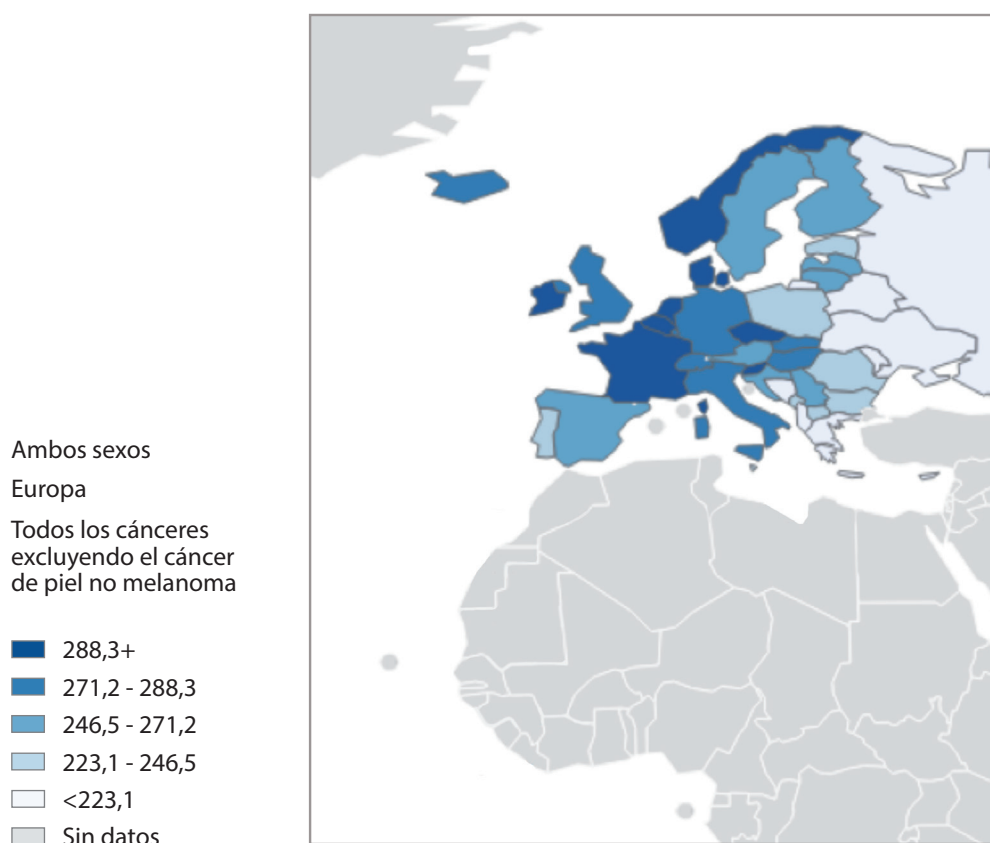 Ambos sexos
Europa
Todos los cánceres
excluyendo el cáncer
de piel no melanoma
288,3+
271,2 - 288,3
246,5 - 271,2
223,1 - 246,5
<223,1
Sin datos